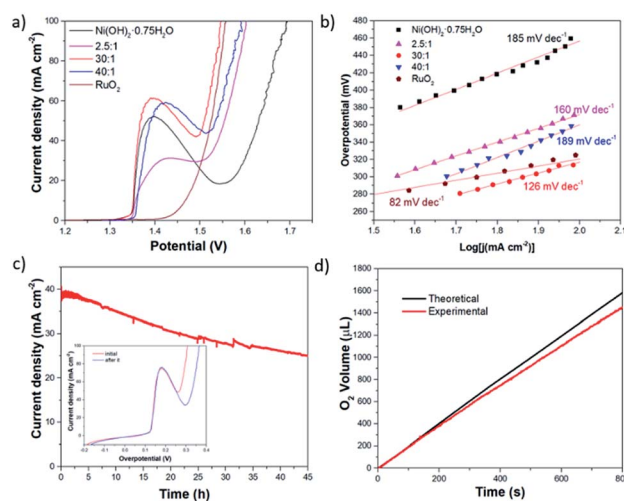 a)
Ni(OH)₂·0.75H₂O
2.5:1
30:1
40:1
RuO₂
Current density (mA cm⁻²)
100
80
60
40
20
0
1.2 1.3 1.4 1.5 1.6 1.7
Potential (V)
b)
Ni(OH)₂·0.75H₂O
2.5:1
30:1
40:1
RuO₂
185 mV dec⁻¹
160 mV dec⁻¹
189 mV dec⁻¹
82 mV dec⁻¹
126 mV dec⁻¹
Overpotential (mV)
480
460
440
420
400
380
360
340
320
300
280
260
1.5 1.6 1.7 1.8 1.9 2.0
Log[j(mA cm⁻²]
c)
Current density (mA cm⁻²)
50
40
30
20
10
0
0 5 10 15 20 25 30 35 40 45
Time (h)
initial
after it
Current density (mA cm⁻²)
100
80
60
40
20
0
-0.2 -0.1 0.0 0.1 0.2 0.3 0.4
Overpotential (V)
d)
Theoretical
Experimental
O₂ Volume (μL)
1800
1600
1400
1200
1000
800
600
400
200
0
0 200 400 600 800
Time (s)